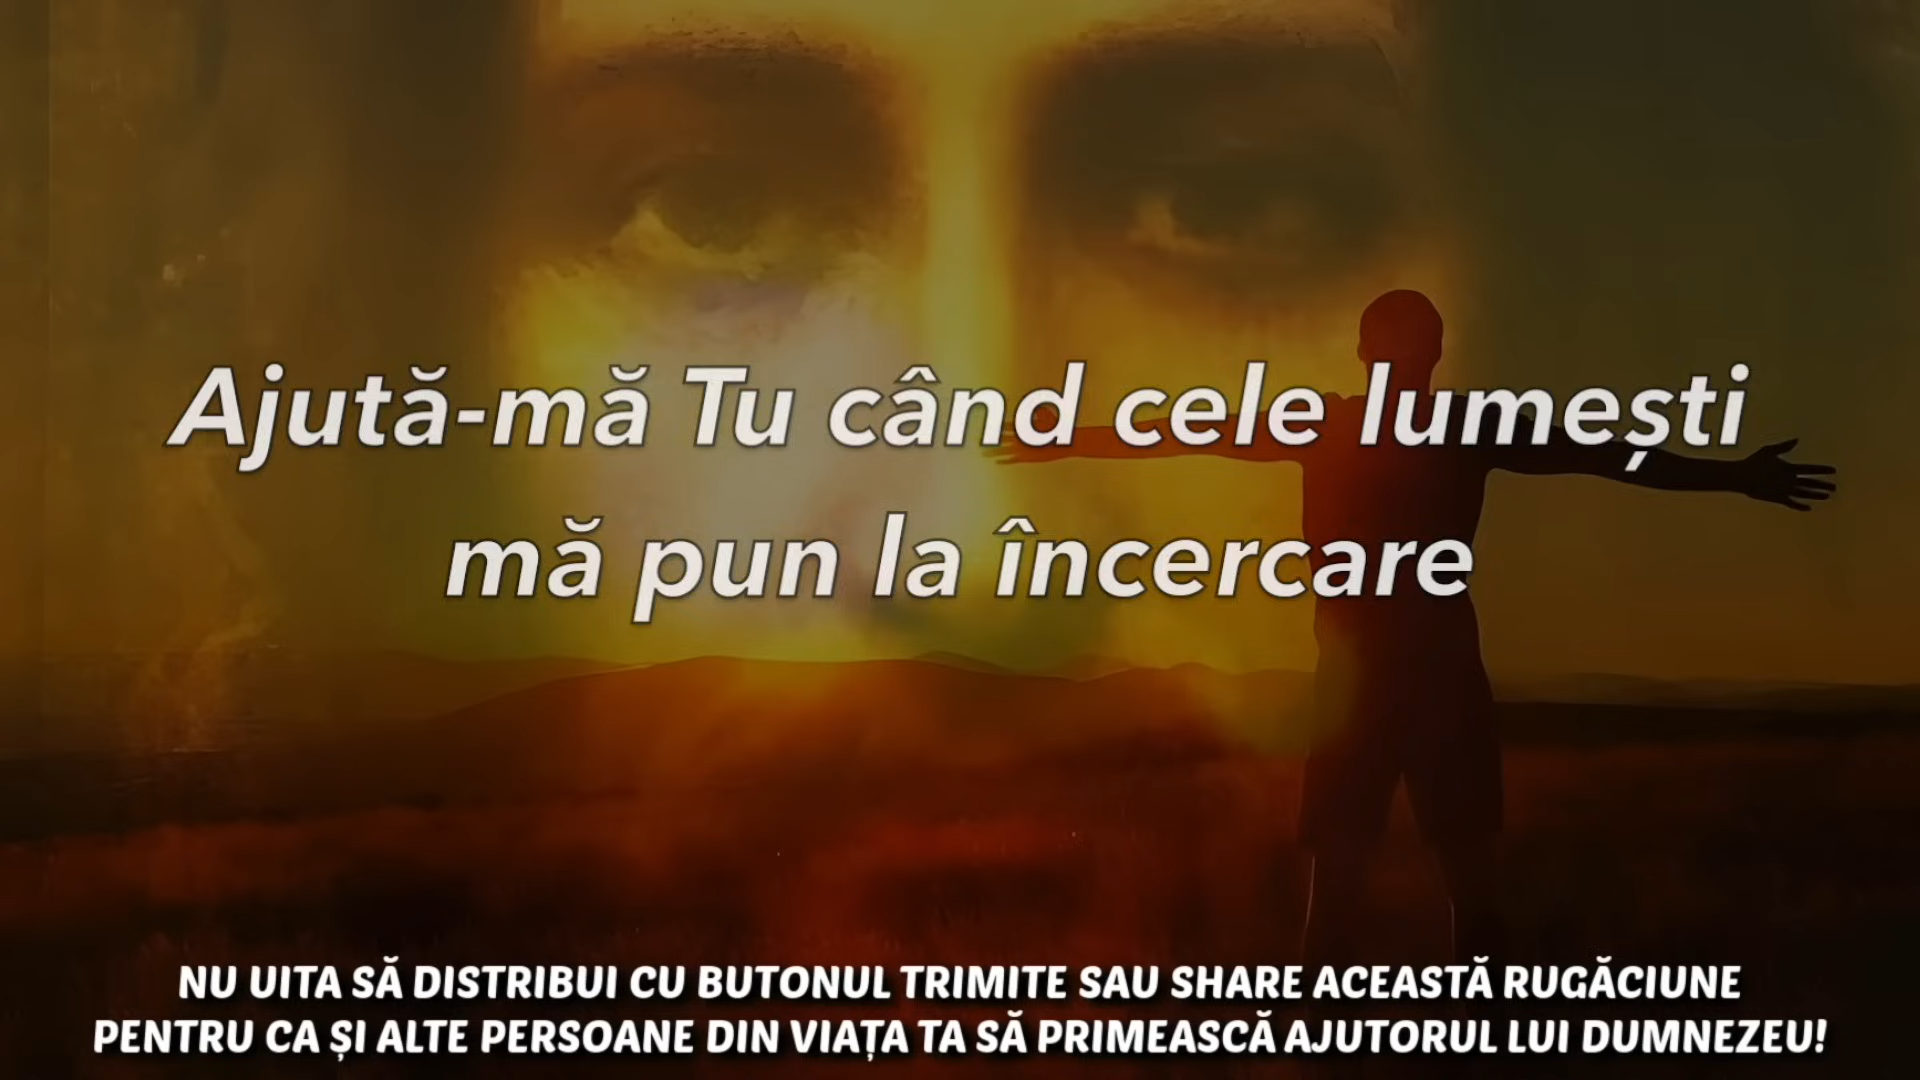 Ajută-mă Tu când cele lumești
mă pun la încercare
NU UITA SĂ DISTRIBUI CU BUTONUL TRIMITE SAU SHARE ACEASTĂ RUGĂCIUNE
PENTRU CA ȘI ALTE PERSOANE DIN VIAȚA TA SĂ PRIMEASCĂ AJUTORUL LUI DUMNEZEU!